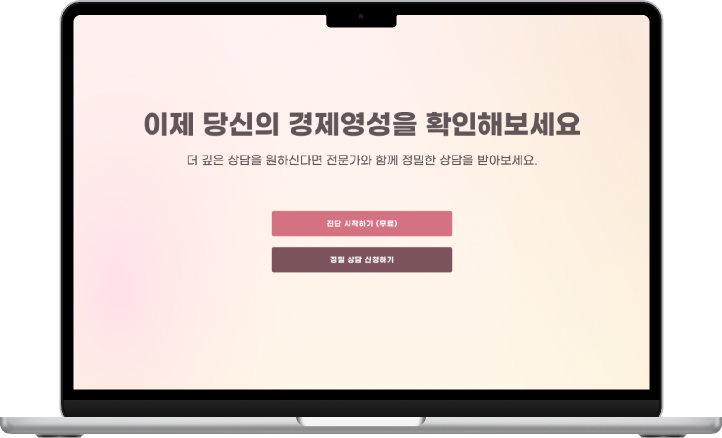 이제 당신의 경제영성을 확인해보세요
더 깊은 상담을 원하신다면 전문가와 함께 정밀한 상담을 받아보세요.
진단 시작하기 (무료)
정밀 상담 신청하기